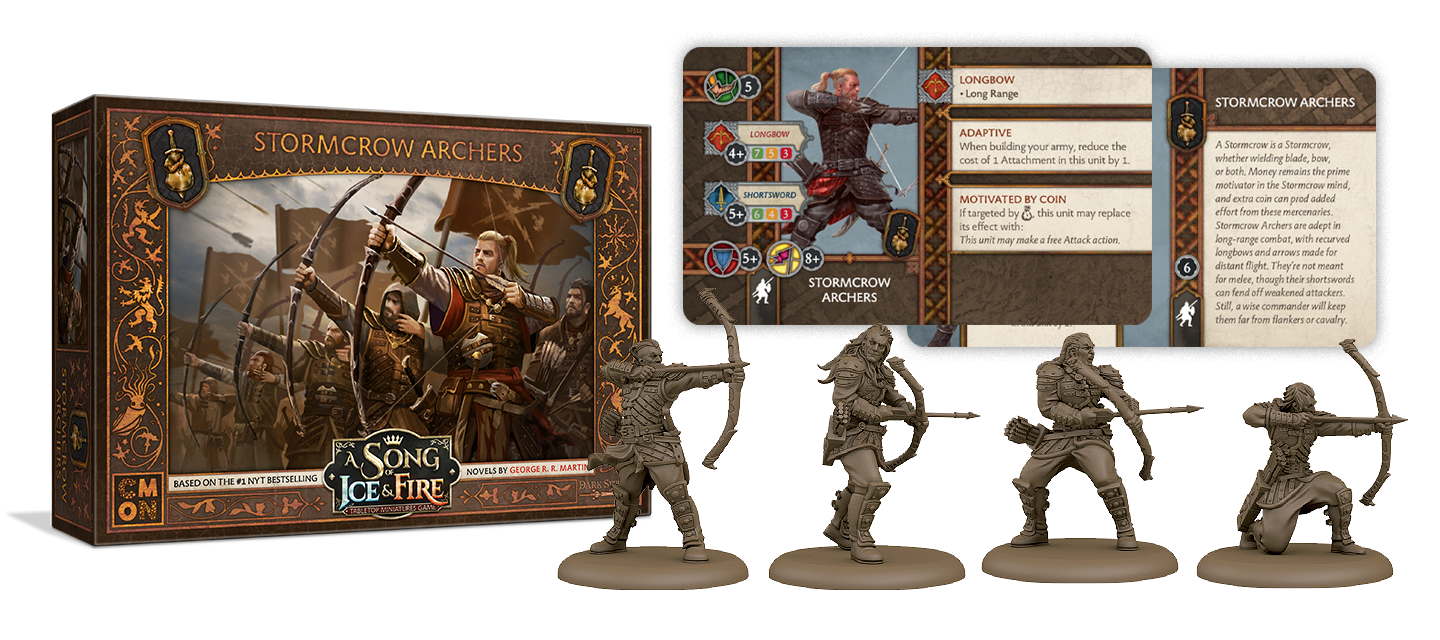 STORMCROW ARCHERS
BASED ON THE #1 NYT BESTSELLING
A SONG
OF
ICE & FIRE
TABLETOP MINIATURES GAME
NOVELS BY GEORGE R. R. MARTIN
CMON
STORMCROW
ARCHERS
5
LONGBOW
4+ 7 5 3
SHORTSWORD
5+ 6 4 3
5+ 8+
STORMCROW
ARCHERS
LONGBOW
• Long Range
ADAPTIVE
When building your army, reduce the
cost of 1 Attachment in this unit by 1.
MOTIVATED BY COIN
If targeted by , this unit may replace
its effect with:
This unit may make a free Attack action.
STORMCROW ARCHERS
A Stormcrow is a Stormcrow,
whether wielding blade, bow,
or both. Money remains the prime
motivator in the Stormcrow mind,
and extra coin can prod added
effort from these mercenaries.
Stormcrow Archers are adept in
long-range combat, with recurved
longbows and arrows made for
distant flight. They're not meant
for melee, though their shortswords
can fend off weakened attackers.
Still, a wise commander will keep
them far from flankers or cavalry.
6